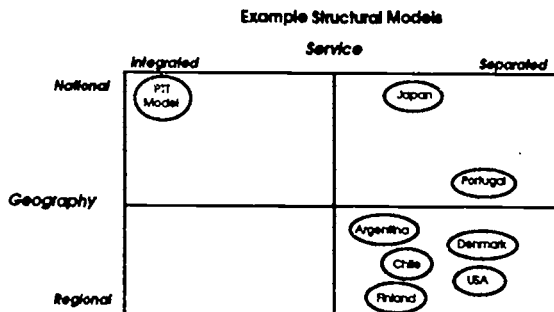 Example Structural Models
Service
Integrated
Separated
National
PTT
Model
Japan
Portugal
Geography
Argentina
Denmark
Chile
USA
Finland
Regional